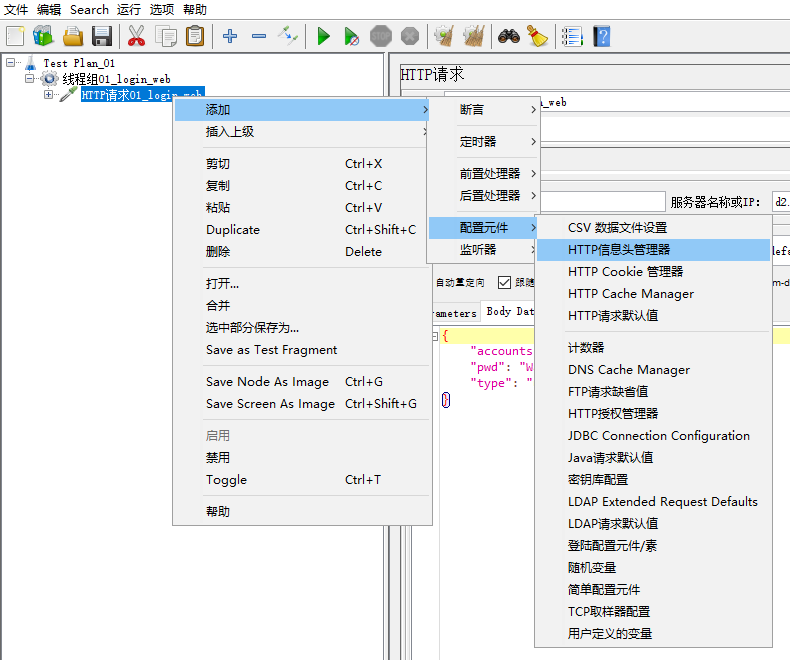 文件 编辑 Search 运行 选项 帮助
Test Plan_01
线程组01_login_web
HTTP请求01_login_web
HTTP请求
_web
服务器名称或IP: d2.
自动重定向 跟随
Body Dat
{
"accounts
"pwd": "W
"type": "
}
添加
插入上级
剪切 Ctrl+X
复制 Ctrl+C
粘贴 Ctrl+V
Duplicate Ctrl+Shift+C
删除 Delete
打开...
合并
选中部分保存为...
Save as Test Fragment
Save Node As Image Ctrl+G
Save Screen As Image Ctrl+Shift+G
启用
禁用
Toggle Ctrl+T
帮助
断言
定时器
前置处理器
后置处理器
配置元件
监听器
CSV 数据文件设置
HTTP信息头管理器
HTTP Cookie 管理器
HTTP Cache Manager
HTTP请求默认值
计数器
DNS Cache Manager
FTP请求缺省值
HTTP授权管理器
JDBC Connection Configuration
Java请求默认值
密钥库配置
LDAP Extended Request Defaults
LDAP请求默认值
登陆配置元件/素
随机变量
简单配置元件
TCP取样器配置
用户定义的变量